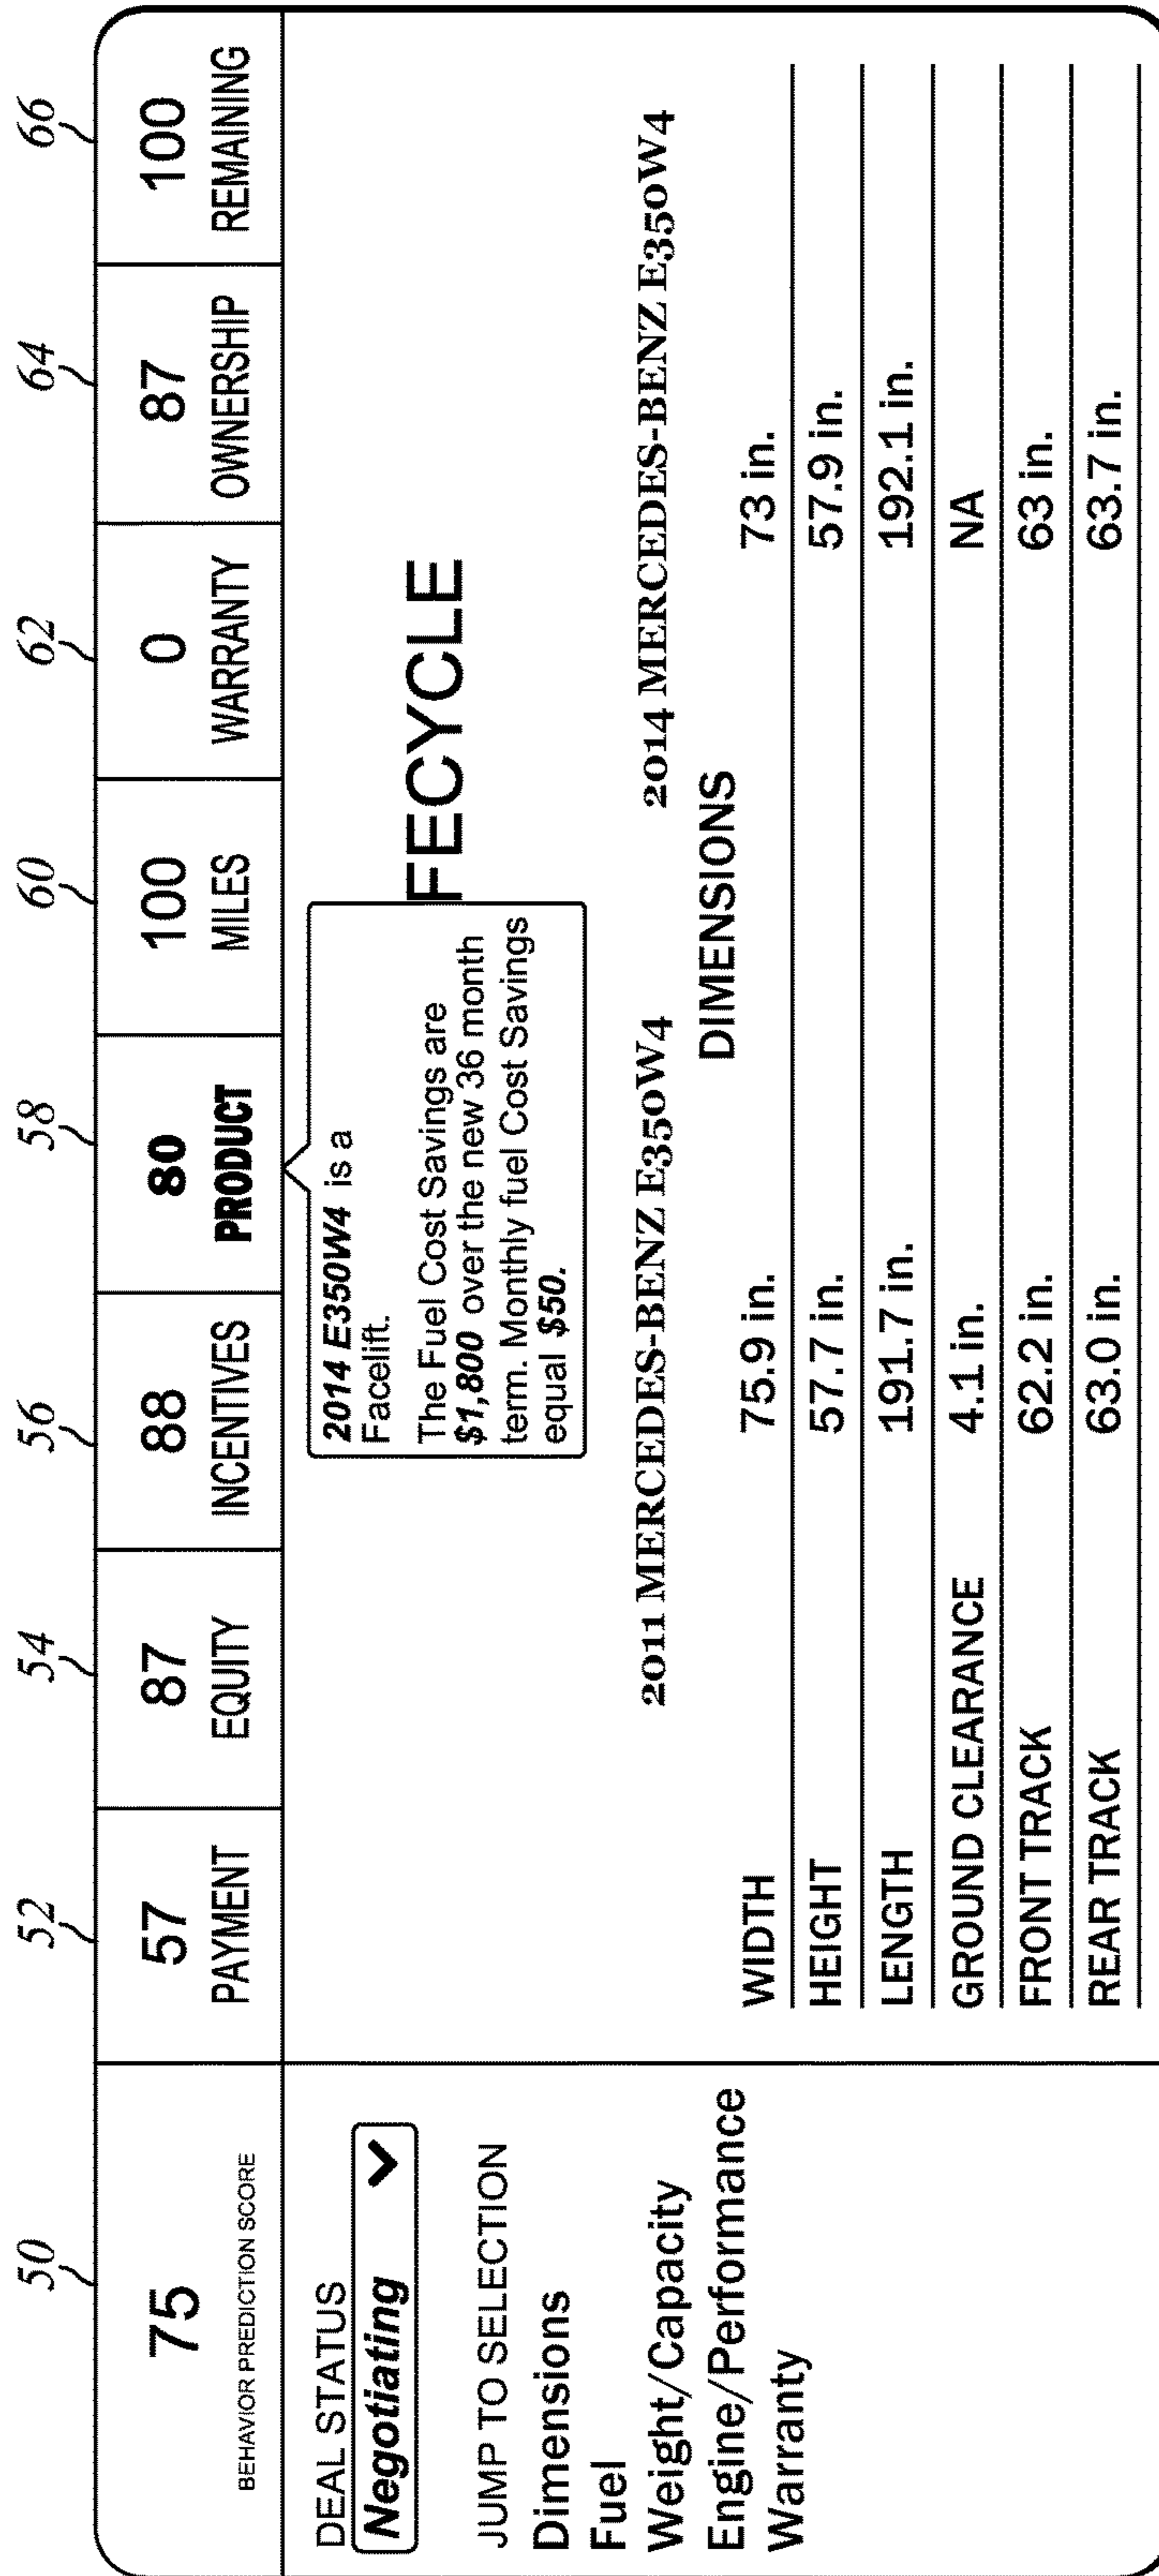 50 52 54 56 58 60 62 64 66
75 57 87 88 80 100 0 87 100
BEHAVIOR PREDICTION SCORE PAYMENT EQUITY INCENTIVES PRODUCT MILES WARRANTY OWNERSHIP REMAINING
DEAL STATUS
Negotiating
JUMP TO SELECTION
Dimensions
Fuel
Weight/Capacity
Engine/Performance
Warranty
2014 E350W4 is a
Facelift.
The Fuel Cost Savings are
$1,800 over the new 36 month
term. Monthly fuel Cost Savings
equal $50.
FECYCLE
2011 MERCEDES-BENZ E350W4 2014 MERCEDES-BENZ E350W4
DIMENSIONS
WIDTH 75.9 in. 73 in.
HEIGHT 57.7 in. 57.9 in.
LENGTH 191.7 in. 192.1 in.
GROUND CLEARANCE 4.1 in. NA
FRONT TRACK 62.2 in. 63 in.
REAR TRACK 63.0 in. 63.7 in.